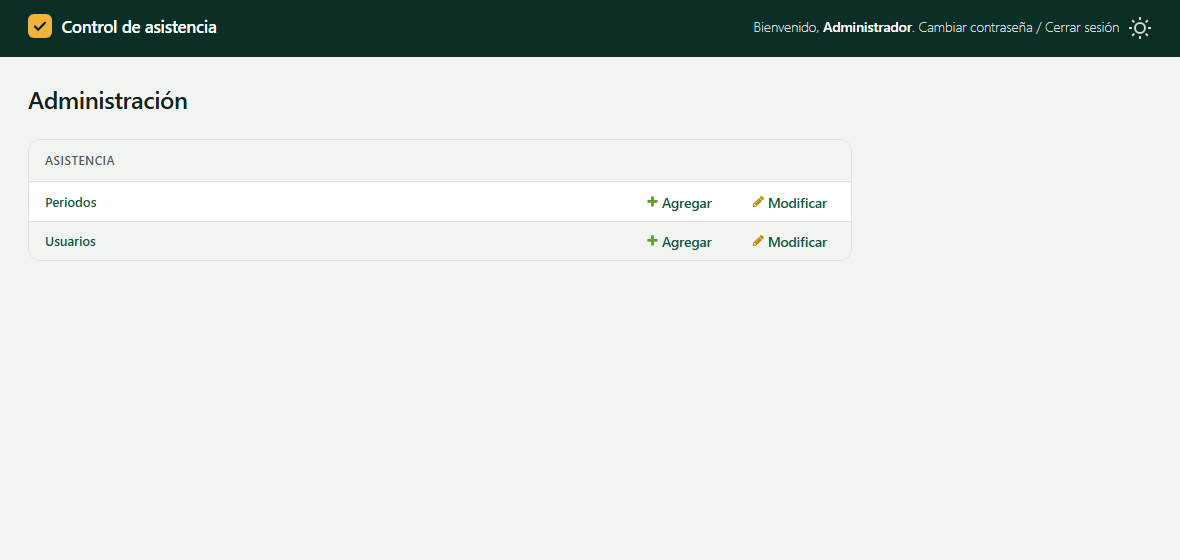 Control de asistencia
Bienvenido, Administrador. Cambiar contraseña / Cerrar sesión
Administración
ASISTENCIA
Periodos Agregar Modificar
Usuarios Agregar Modificar